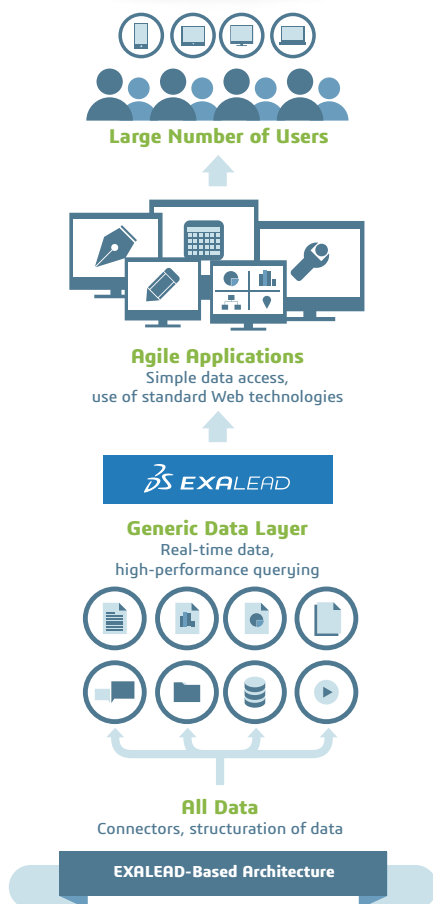 Large Number of Users
Agile Applications
Simple data access,
use of standard Web technologies
3S EXALEAD
Generic Data Layer
Real-time data,
high-performance querying
All Data
Connectors, structuration of data
EXALEAD-Based Architecture